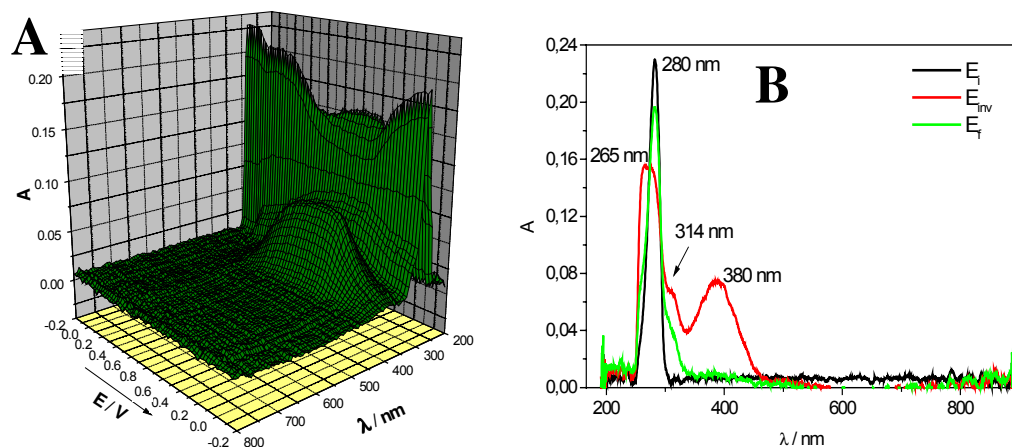 A
0.20
0.15
0.10
0.05
0.00
A
-0.2
0.0
0.2
0.4
0.6
0.8
0.6
0.4
0.2
0.0
-0.2
E / V
800
700
600
500
400
300
200
λ / nm
B
0,24
0,20
0,16
0,12
0,08
0,04
0,00
A
280 nm
265 nm
314 nm
380 nm
E_i
E_inv
E_f
200
400
600
800
λ / nm